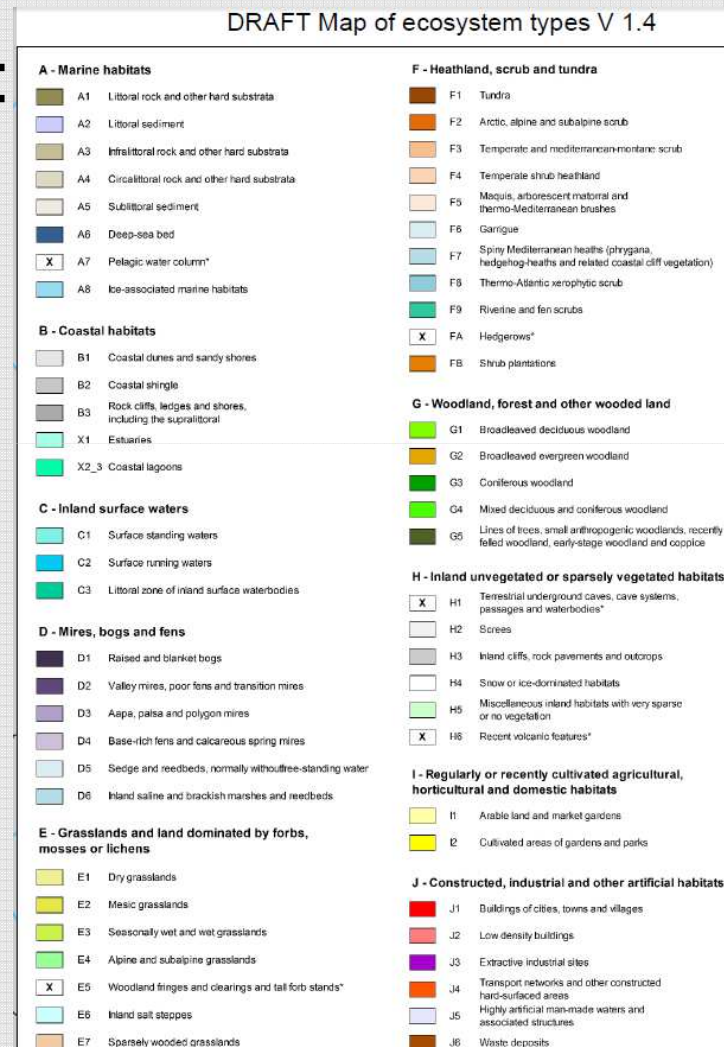 DRAFT Map of ecosystem types V 1.4
A - Marine habitats
A1 Littoral rock and other hard substrata
A2 Littoral sediment
A3 Infralittoral rock and other hard substrata
A4 Circalittoral rock and other hard substrata
A5 Sublittoral sediment
A6 Deep-sea bed
X A7 Pelagic water column*
A8 Ice-associated marine habitats
B - Coastal habitats
B1 Coastal dunes and sandy shores
B2 Coastal shingle
B3 Rock cliffs, ledges and shores,
including the supralittoral
X1 Estuaries
X2_3 Coastal lagoons
C - Inland surface waters
C1 Surface standing waters
C2 Surface running waters
C3 Littoral zone of inland surface waterbodies
D - Mires, bogs and fens
D1 Raised and blanket bogs
D2 Valley mires, poor fens and transition mires
D3 Aapa, palsa and polygon mires
D4 Base-rich fens and calcareous spring mires
D5 Sedge and reedbeds, normally withoutfree-standing water
D6 Inland saline and brackish marshes and reedbeds
E - Grasslands and land dominated by forbs,
mosses or lichens
E1 Dry grasslands
E2 Mesic grasslands
E3 Seasonally wet and wet grasslands
E4 Alpine and subalpine grasslands
X E5 Woodland fringes and clearings and tall forb stands*
E6 Inland salt steppes
E7 Sparsely wooded grasslands
F - Heathland, scrub and tundra
F1 Tundra
F2 Arctic, alpine and subalpine scrub
F3 Temperate and mediterranean-montane scrub
F4 Temperate shrub heathland
F5 Maquis, arborescent matorral and
thermo-Mediterranean brushes
F6 Garrigue
F7 Spiny Mediterranean heaths (phrygana,
hedgehog-heaths and related coastal cliff vegetation)
F8 Thermo-Atlantic xerophytic scrub
F9 Riverine and fen scrubs
X FA Hedgerows*
FB Shrub plantations
G - Woodland, forest and other wooded land
G1 Broadleaved deciduous woodland
G2 Broadleaved evergreen woodland
G3 Coniferous woodland
G4 Mixed deciduous and coniferous woodland
G5 Lines of trees, small anthropogenic woodlands, recently
felled woodland, early-stage woodland and coppice
H - Inland unvegetated or sparsely vegetated habitats
X H1 Terrestrial underground caves, cave systems,
passages and waterbodies*
H2 Screes
H3 Inland cliffs, rock pavements and outcrops
H4 Snow or ice-dominated habitats
H5 Miscellaneous inland habitats with very sparse
or no vegetation
X H6 Recent volcanic features*
I - Regularly or recently cultivated agricultural,
horticultural and domestic habitats
I1 Arable land and market gardens
I2 Cultivated areas of gardens and parks
J - Constructed, industrial and other artificial habitats
J1 Buildings of cities, towns and villages
J2 Low density buildings
J3 Extractive industrial sites
J4 Transport networks and other constructed
hard-surfaced areas
J5 Highly artificial man-made waters and
associated structures
J6 Waste deposits